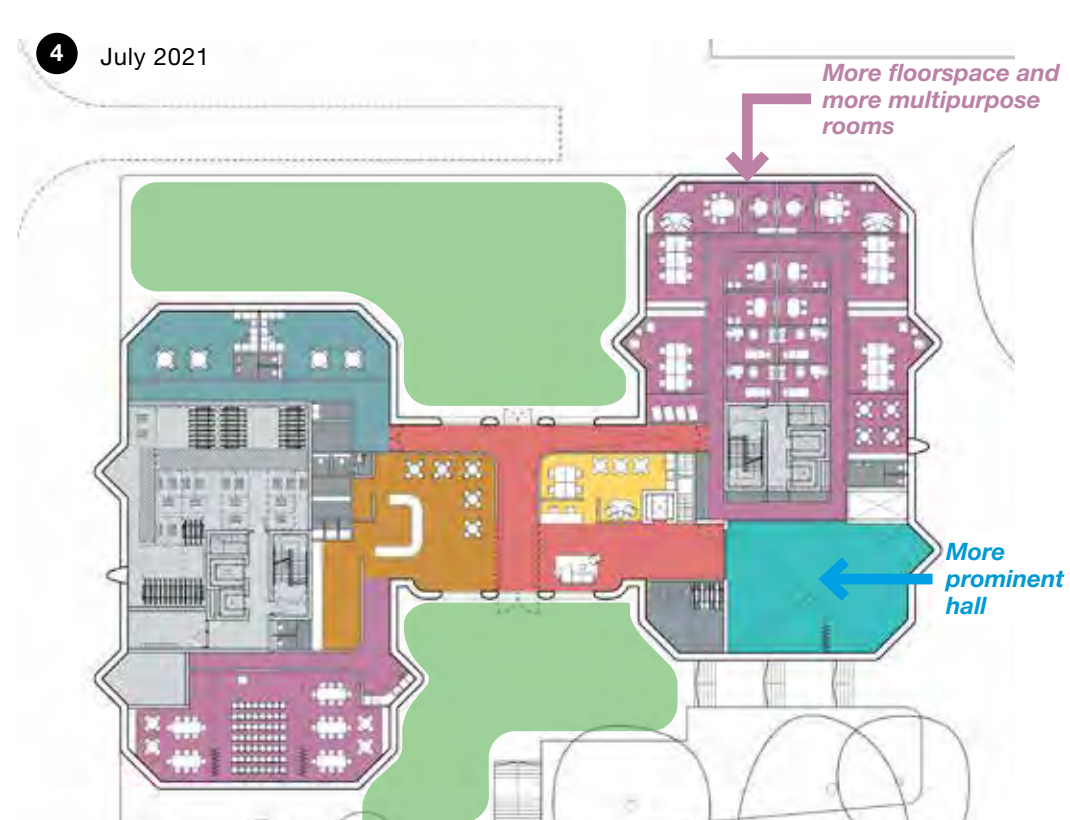 4 July 2021
More floorspace and
more multipurpose
rooms
More
prominent
hall